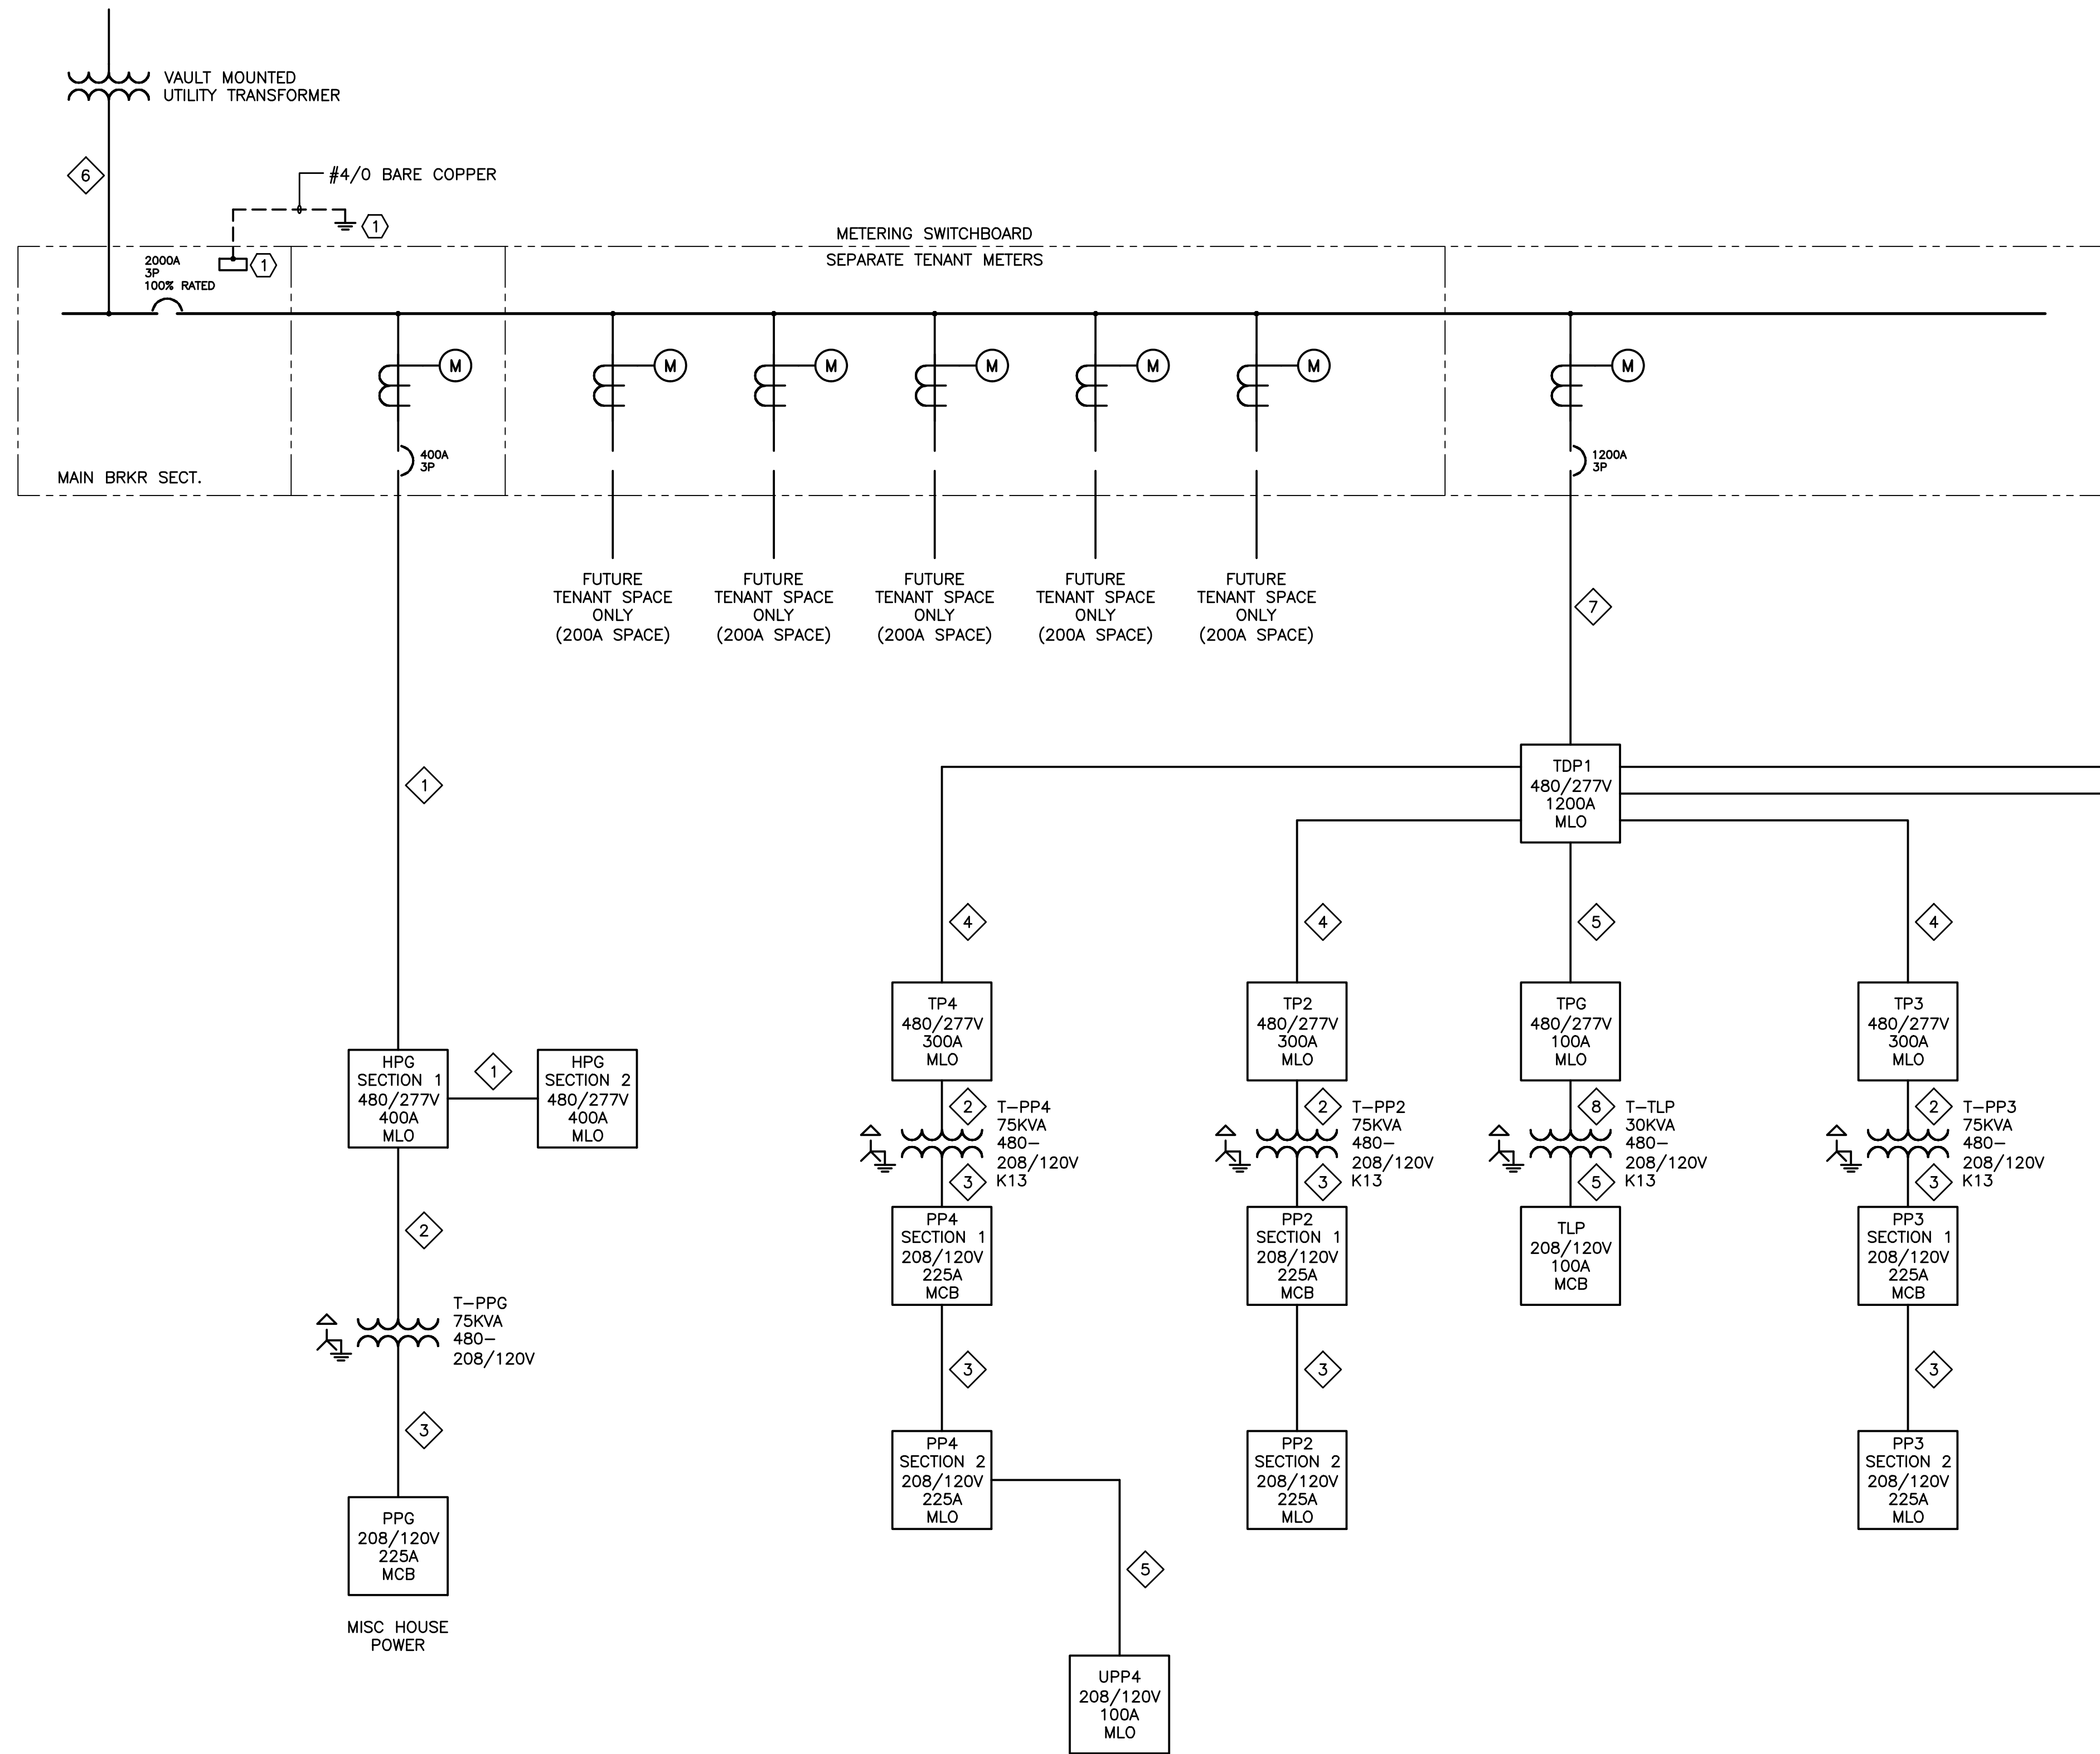 VAULT MOUNTED
UTILITY TRANSFORMER
6
#4/0 BARE COPPER
1
METERING SWITCHBOARD
SEPARATE TENANT METERS
2000A
3P
100% RATED
1
M
M
M
M
M
M
M
400A
3P
1200A
3P
MAIN BRKR SECT.
FUTURE
TENANT SPACE
ONLY
(200A SPACE)
FUTURE
TENANT SPACE
ONLY
(200A SPACE)
FUTURE
TENANT SPACE
ONLY
(200A SPACE)
FUTURE
TENANT SPACE
ONLY
(200A SPACE)
FUTURE
TENANT SPACE
ONLY
(200A SPACE)
7
1
TDP1
480/277V
1200A
MLO
4
4
5
4
TP4
480/277V
300A
MLO
TP2
480/277V
300A
MLO
TPG
480/277V
100A
MLO
TP3
480/277V
300A
MLO
HPG
SECTION 1
480/277V
400A
MLO
1
HPG
SECTION 2
480/277V
400A
MLO
2
T-PP4
75KVA
480-
208/120V
K13
3
2
T-PP2
75KVA
480-
208/120V
K13
3
8
T-TLP
30KVA
480-
208/120V
K13
5
2
T-PP3
75KVA
480-
208/120V
K13
3
2
PP4
SECTION 1
208/120V
225A
MCB
PP2
SECTION 1
208/120V
225A
MCB
TLP
208/120V
100A
MCB
PP3
SECTION 1
208/120V
225A
MCB
T-PPG
75KVA
480-
208/120V
3
3
3
3
PP4
SECTION 2
208/120V
225A
MLO
PP2
SECTION 2
208/120V
225A
MLO
PP3
SECTION 2
208/120V
225A
MLO
PPG
208/120V
225A
MCB
MISC HOUSE
POWER
5
UPP4
208/120V
100A
MLO